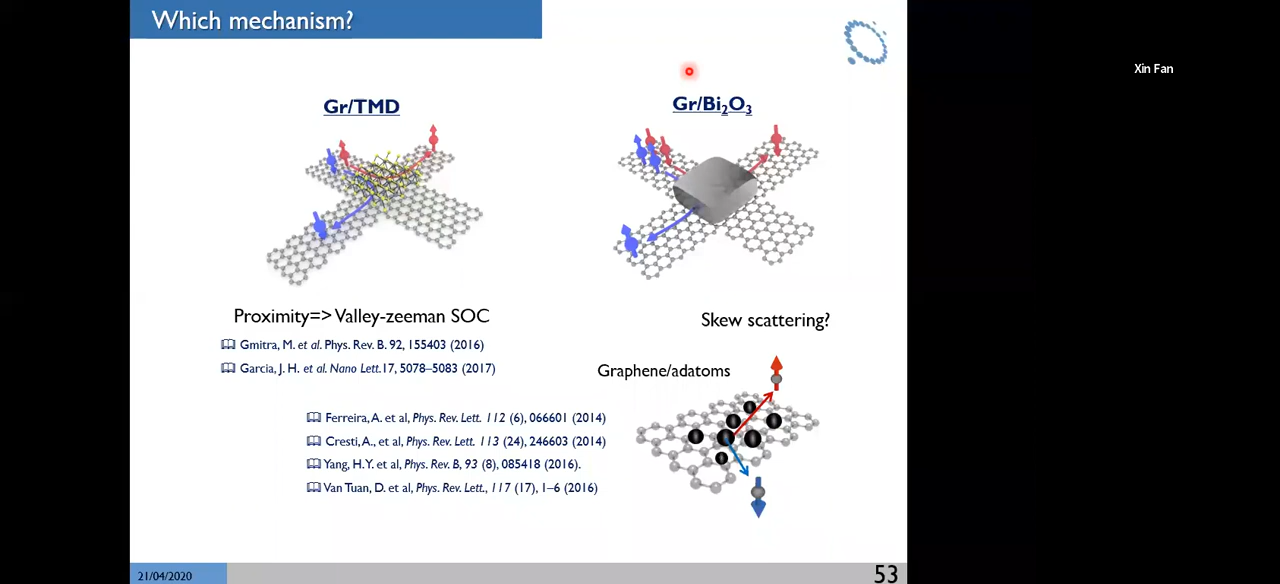 Which mechanism?
Xin Fan
Gr/TMD
Gr/Bi2O3
Proximity=> Valley-zeeman SOC
Skew scattering?
Gmitra, M. et al. Phys. Rev. B. 92, 155403 (2016)
Garcia, J. H. et al. Nano Lett.17, 5078–5083 (2017)
Graphene/adatoms
Ferreira, A. et al, Phys. Rev. Lett. 112 (6), 066601 (2014)
Cresti, A., et al, Phys. Rev. Lett. 113 (24), 246603 (2014)
Yang, H.Y. et al, Phys. Rev. B, 93 (8), 085418 (2016).
Van Tuan, D. et al, Phys. Rev. Lett., 117 (17), 1–6 (2016)
21/04/2020
53